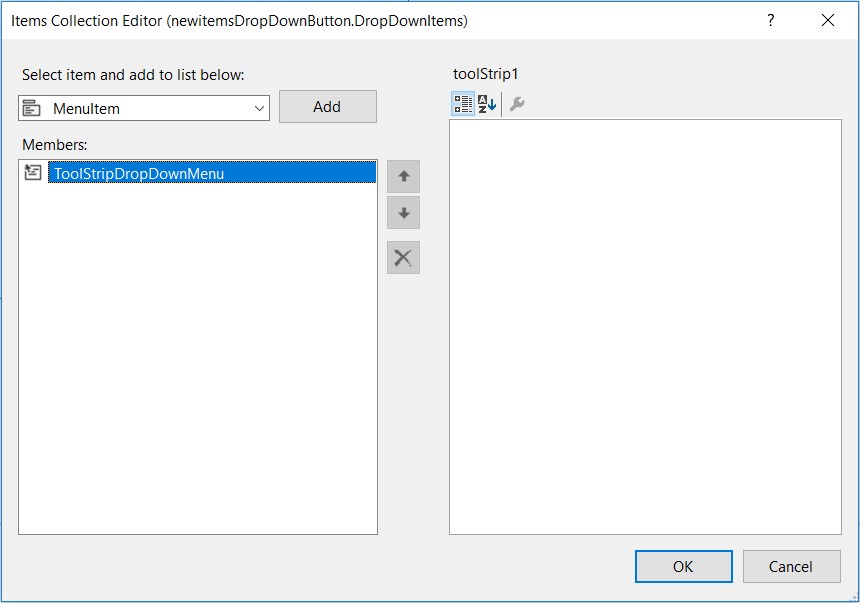 Items Collection Editor (newitemsDropDownButton.DropDownItems)
?
Select item and add to list below:
MenuItem
Add
Members:
ToolStripDropDownMenu
toolStrip1
A
Z
OK
Cancel